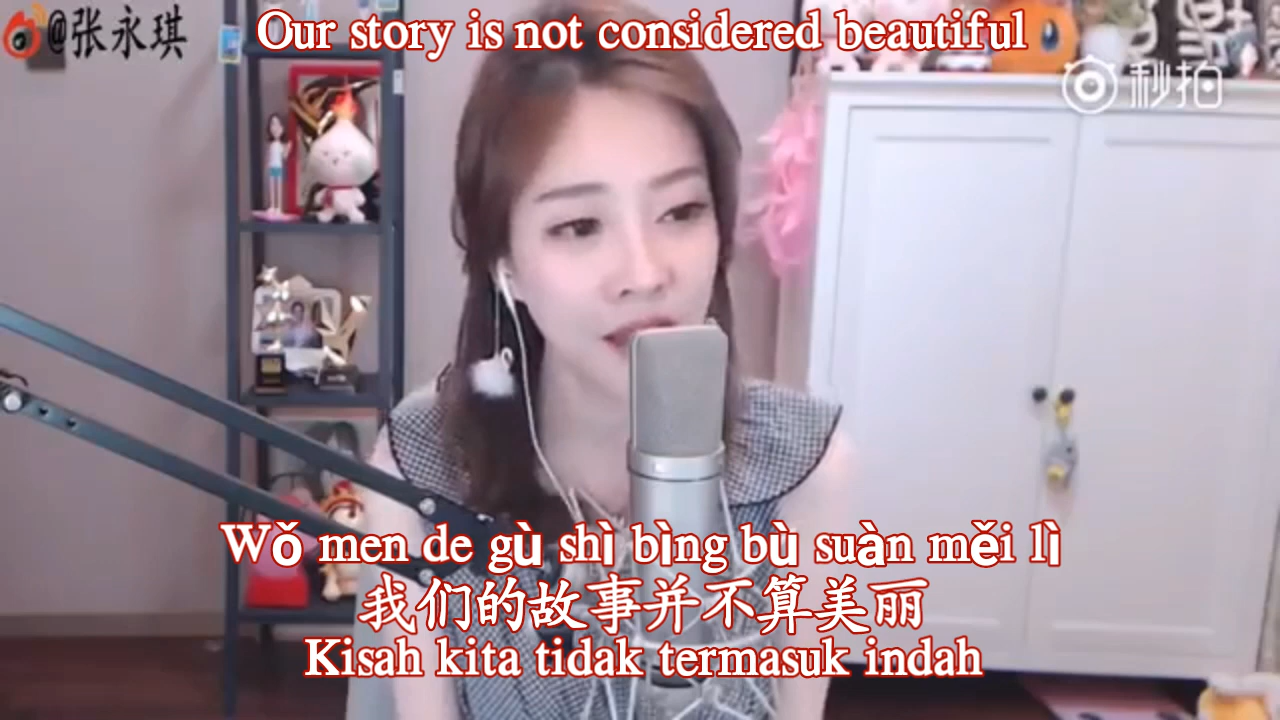 @张永琪
Our story is not considered beautiful
秒拍
Wǒ men de gù shì bìng bù suàn měi lì
我们的故事并不算美丽
Kisah kita tidak termasuk indah